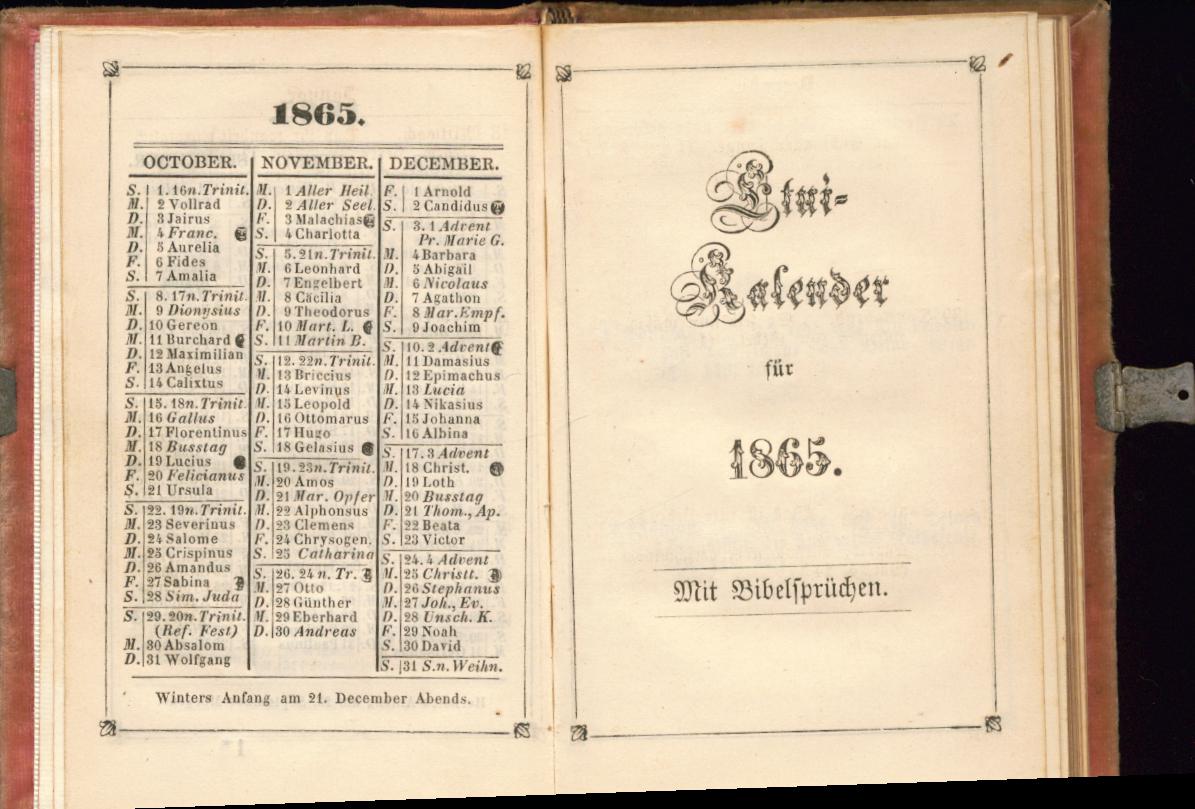 1865.
OCTOBER.
S. 1. 16n. Trinit.
M. 2 Vollrad
D. 3 Jairus
M. 4 Franc.
D. 5 Aurelia
F. 6 Fides
S. 7 Amalia
S. 8. 17n. Trinit.
M. 9 Dionysius
D. 10 Gereon
M. 11 Burchard
D. 12 Maximilian
F. 13 Angelus
S. 14 Calixtus
S. 15. 18n. Trinit.
M. 16 Gallus
D. 17 Florentinus
M. 18 Busstag
D. 19 Lucius
F. 20 Felicianus
S. 21 Ursula
S. 22. 19n. Trinit.
M. 23 Severinus
D. 24 Salome
M. 25 Crispinus
D. 26 Amandus
F. 27 Sabina
S. 28 Sim. Juda
S. 29. 20n. Trinit.
(Ref. Fest)
M. 30 Absalom
D. 31 Wolfgang
NOVEMBER.
M. 1 Aller Heil.
D. 2 Aller Seel.
F. 3 Malachias
S. 4 Charlotta
S. 5. 21n. Trinit.
M. 6 Leonhard
D. 7 Engelbert
M. 8 Cäcilia
D. 9 Theodorus
F. 10 Mart. L.
S. 11 Martin B.
S. 12. 22n. Trinit.
M. 13 Briccius
D. 14 Levinus
M. 15 Leopold
D. 16 Ottomarus
F. 17 Hugo
S. 18 Gelasius
S. 19. 23n. Trinit.
M. 20 Amos
D. 21 Mar. Opfer
M. 22 Alphonsus
D. 23 Clemens
F. 24 Chrysogen.
S. 25 Catharina
S. 26. 24 n. Tr.
M. 27 Otto
D. 28 Günther
M. 29 Eberhard
D. 30 Andreas
DECEMBER.
F. 1 Arnold
S. 2 Candidus
S. 3. 1 Advent
Pr. Marie G.
M. 4 Barbara
D. 5 Abigail
M. 6 Nicolaus
D. 7 Agathon
F. 8 Mar. Empf.
S. 9 Joachim
S. 10. 2 Advent
M. 11 Damasius
D. 12 Epimachus
M. 13 Lucia
D. 14 Nikasius
F. 15 Johanna
S. 16 Albina
S. 17. 3 Advent
M. 18 Christ.
D. 19 Loth
M. 20 Busstag
D. 21 Thom., Ap.
F. 22 Beata
S. 23 Victor
S. 24. 4 Advent
M. 25 Christt.
D. 26 Stephanus
M. 27 Joh., Ev.
D. 28 Unsch. K.
F. 29 Noah
S. 30 David
S. 31 S. n. Weihn.
Winters Anfang am 21. December Abends.
Etui-
Kalender
für
1865.
Mit Bibelsprüchen.